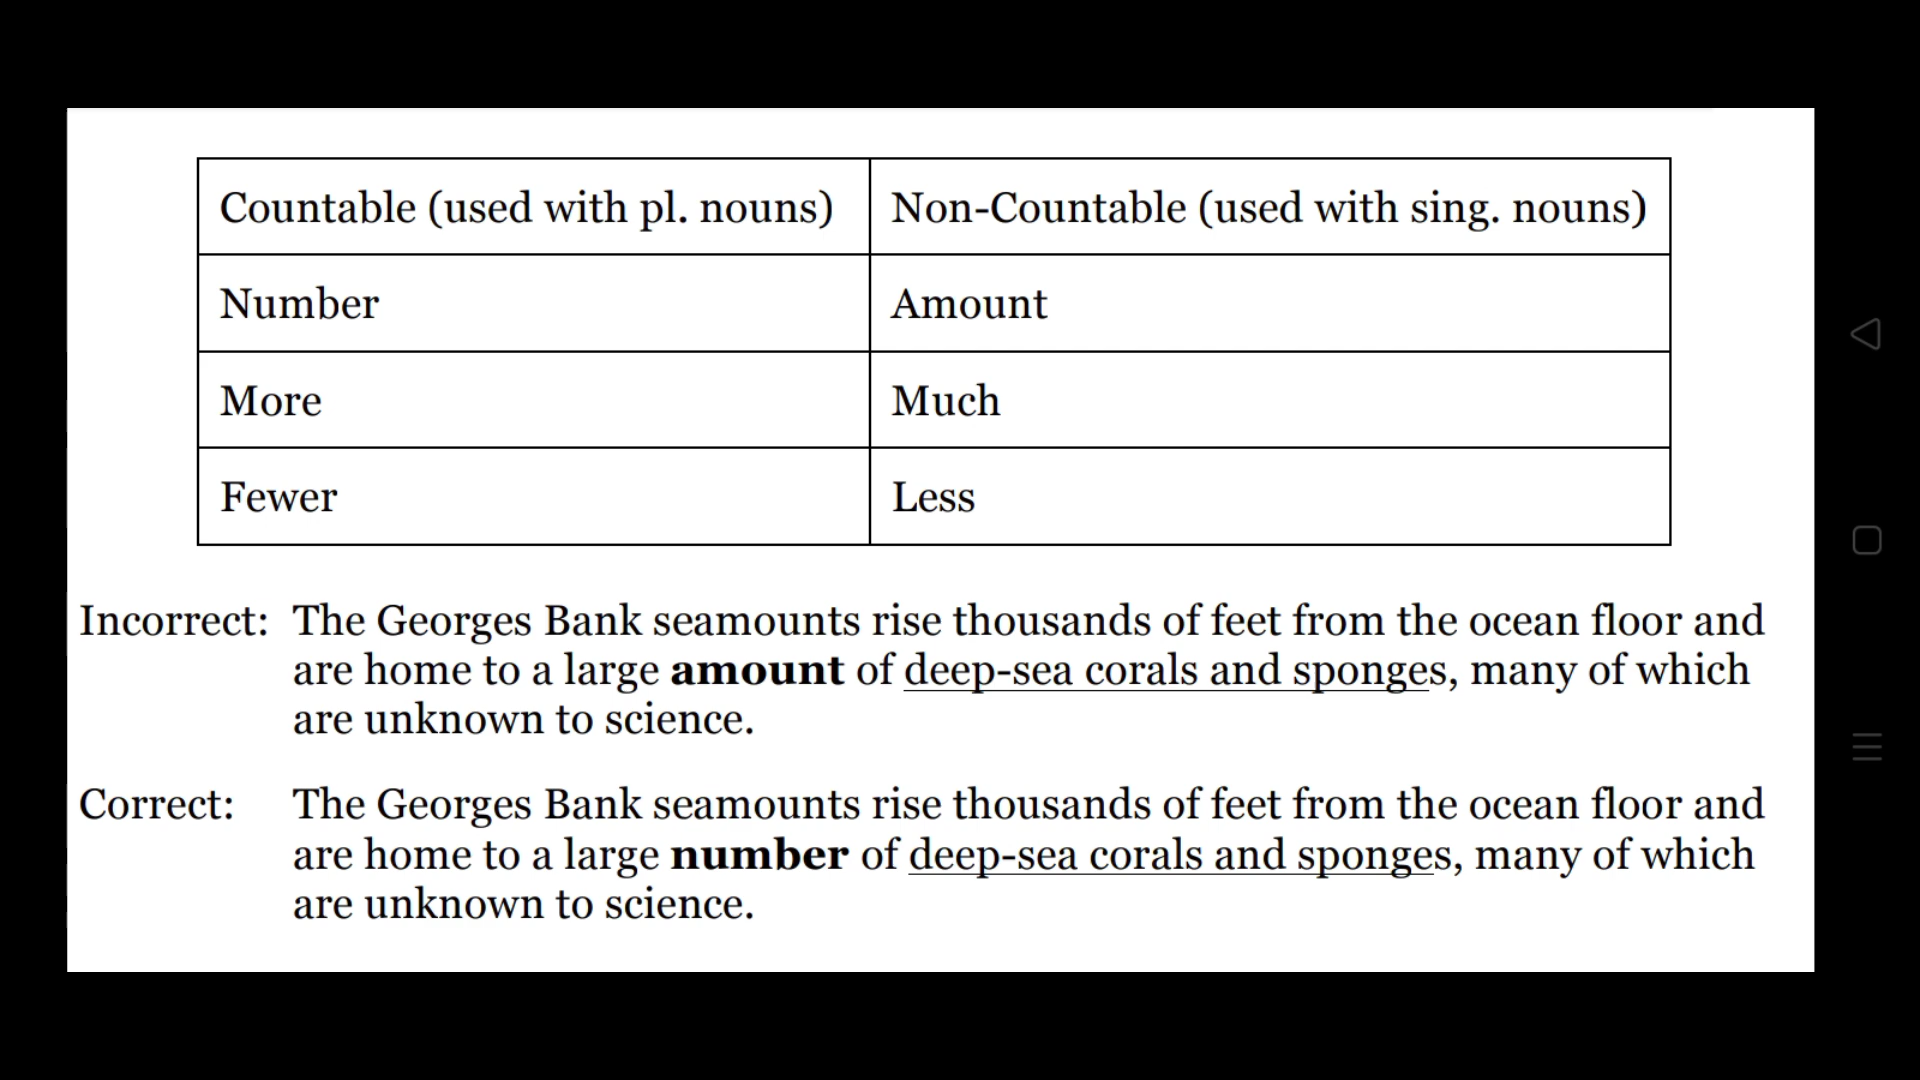 Countable (used with pl. nouns) Non-Countable (used with sing. nouns)
Number Amount
More Much
Fewer Less
Incorrect: The Georges Bank seamounts rise thousands of feet from the ocean floor and
are home to a large amount of deep-sea corals and sponges, many of which
are unknown to science.
Correct: The Georges Bank seamounts rise thousands of feet from the ocean floor and
are home to a large number of deep-sea corals and sponges, many of which
are unknown to science.